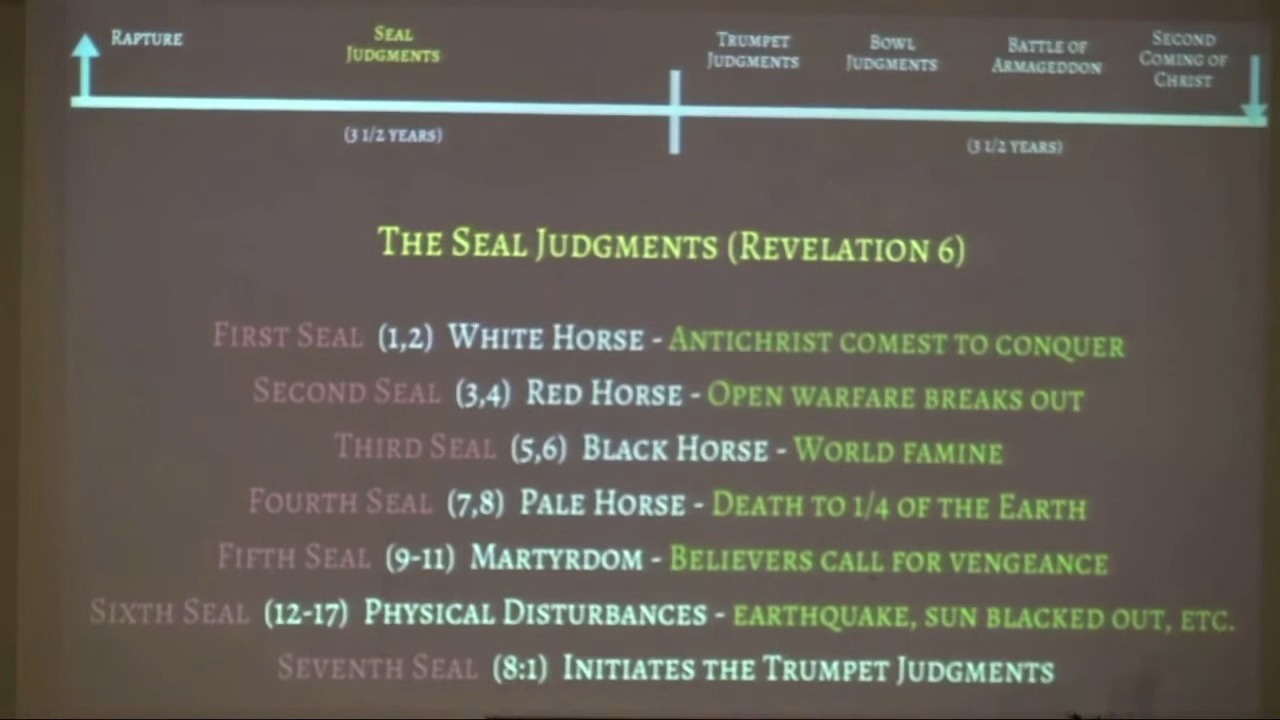 RAPTURE
SEAL
JUDGMENTS
TRUMPET
JUDGMENTS
BOWL
JUDGMENTS
BATTLE OF
ARMAGEDDON
SECOND
COMING OF
CHRIST
(3 1/2 YEARS)
(3 1/2 YEARS)
THE SEAL JUDGMENTS (REVELATION 6)
FIRST SEAL (1,2) WHITE HORSE - ANTICHRIST COMEST TO CONQUER
SECOND SEAL (3,4) RED HORSE - OPEN WARFARE BREAKS OUT
THIRD SEAL (5,6) BLACK HORSE - WORLD FAMINE
FOURTH SEAL (7,8) PALE HORSE - DEATH TO 1/4 OF THE EARTH
FIFTH SEAL (9-11) MARTYRDOM - BELIEVERS CALL FOR VENGEANCE
SIXTH SEAL (12-17) PHYSICAL DISTURBANCES - EARTHQUAKE, SUN BLACKED OUT, ETC.
SEVENTH SEAL (8:1) INITIATES THE TRUMPET JUDGMENTS